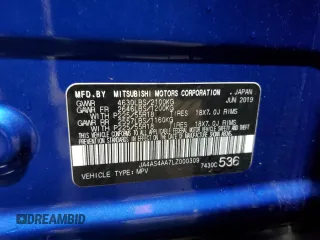 MFD.BY MITSUBISHI MOTORS CORPORATION, JAPAN
GVWR 4630LBS/2100KG JUN 2019
GAWR FR 2646LBS/1200KG
WITH P225/55R18 TIRES 18X7.0J RIMS
GAWR RR 2557LBS/1160KG
WITH P225/55R18 TIRES 18X7.0J RIMS
JA4AS4AA7LZ000309 7430C 536
VEHICLE TYPE: MPV